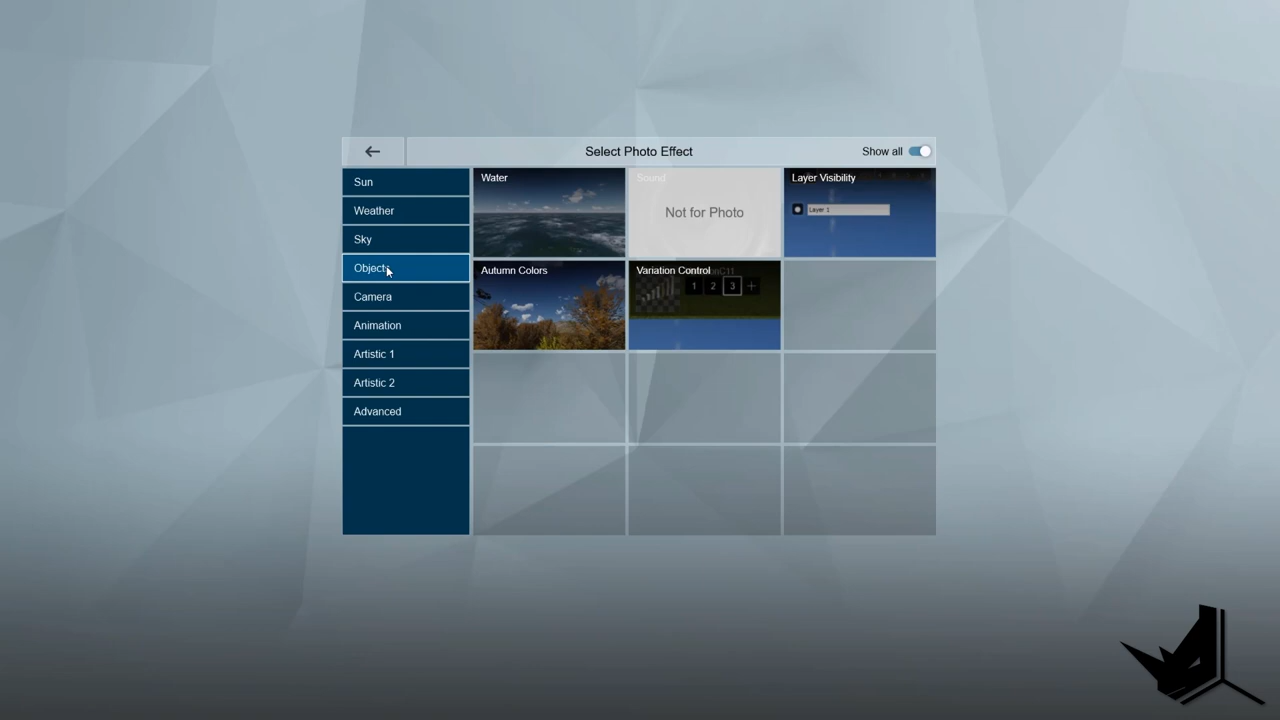 Select Photo Effect
Show all
Sun
Weather
Sky
Objects
Camera
Animation
Artistic 1
Artistic 2
Advanced
Water
Sound
Not for Photo
Layer Visibility
Layer 1
Autumn Colors
Variation Control
1 2 3 +